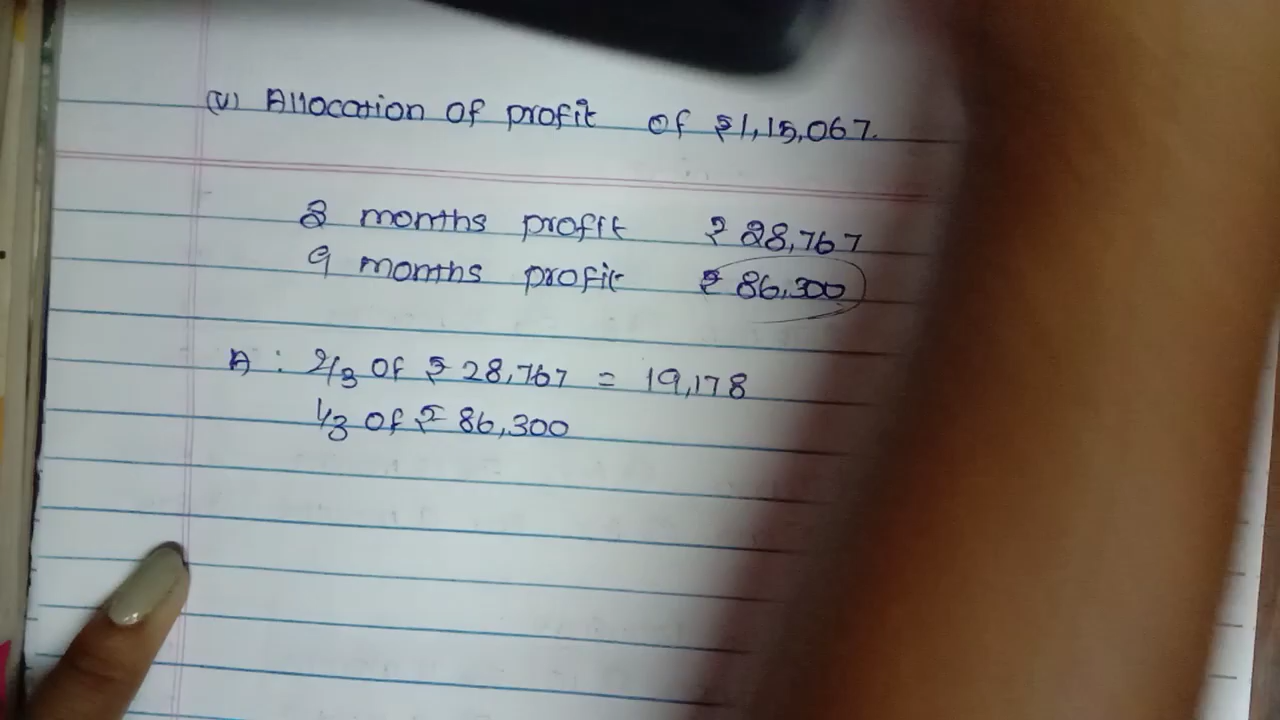 (V) Allocation of profit of ₹1,15,067.
3 months profit ₹ 28,767
9 months profit ₹ 86,300
A : 2/3 of ₹ 28,767 = 19,178
1/3 of ₹ 86,300